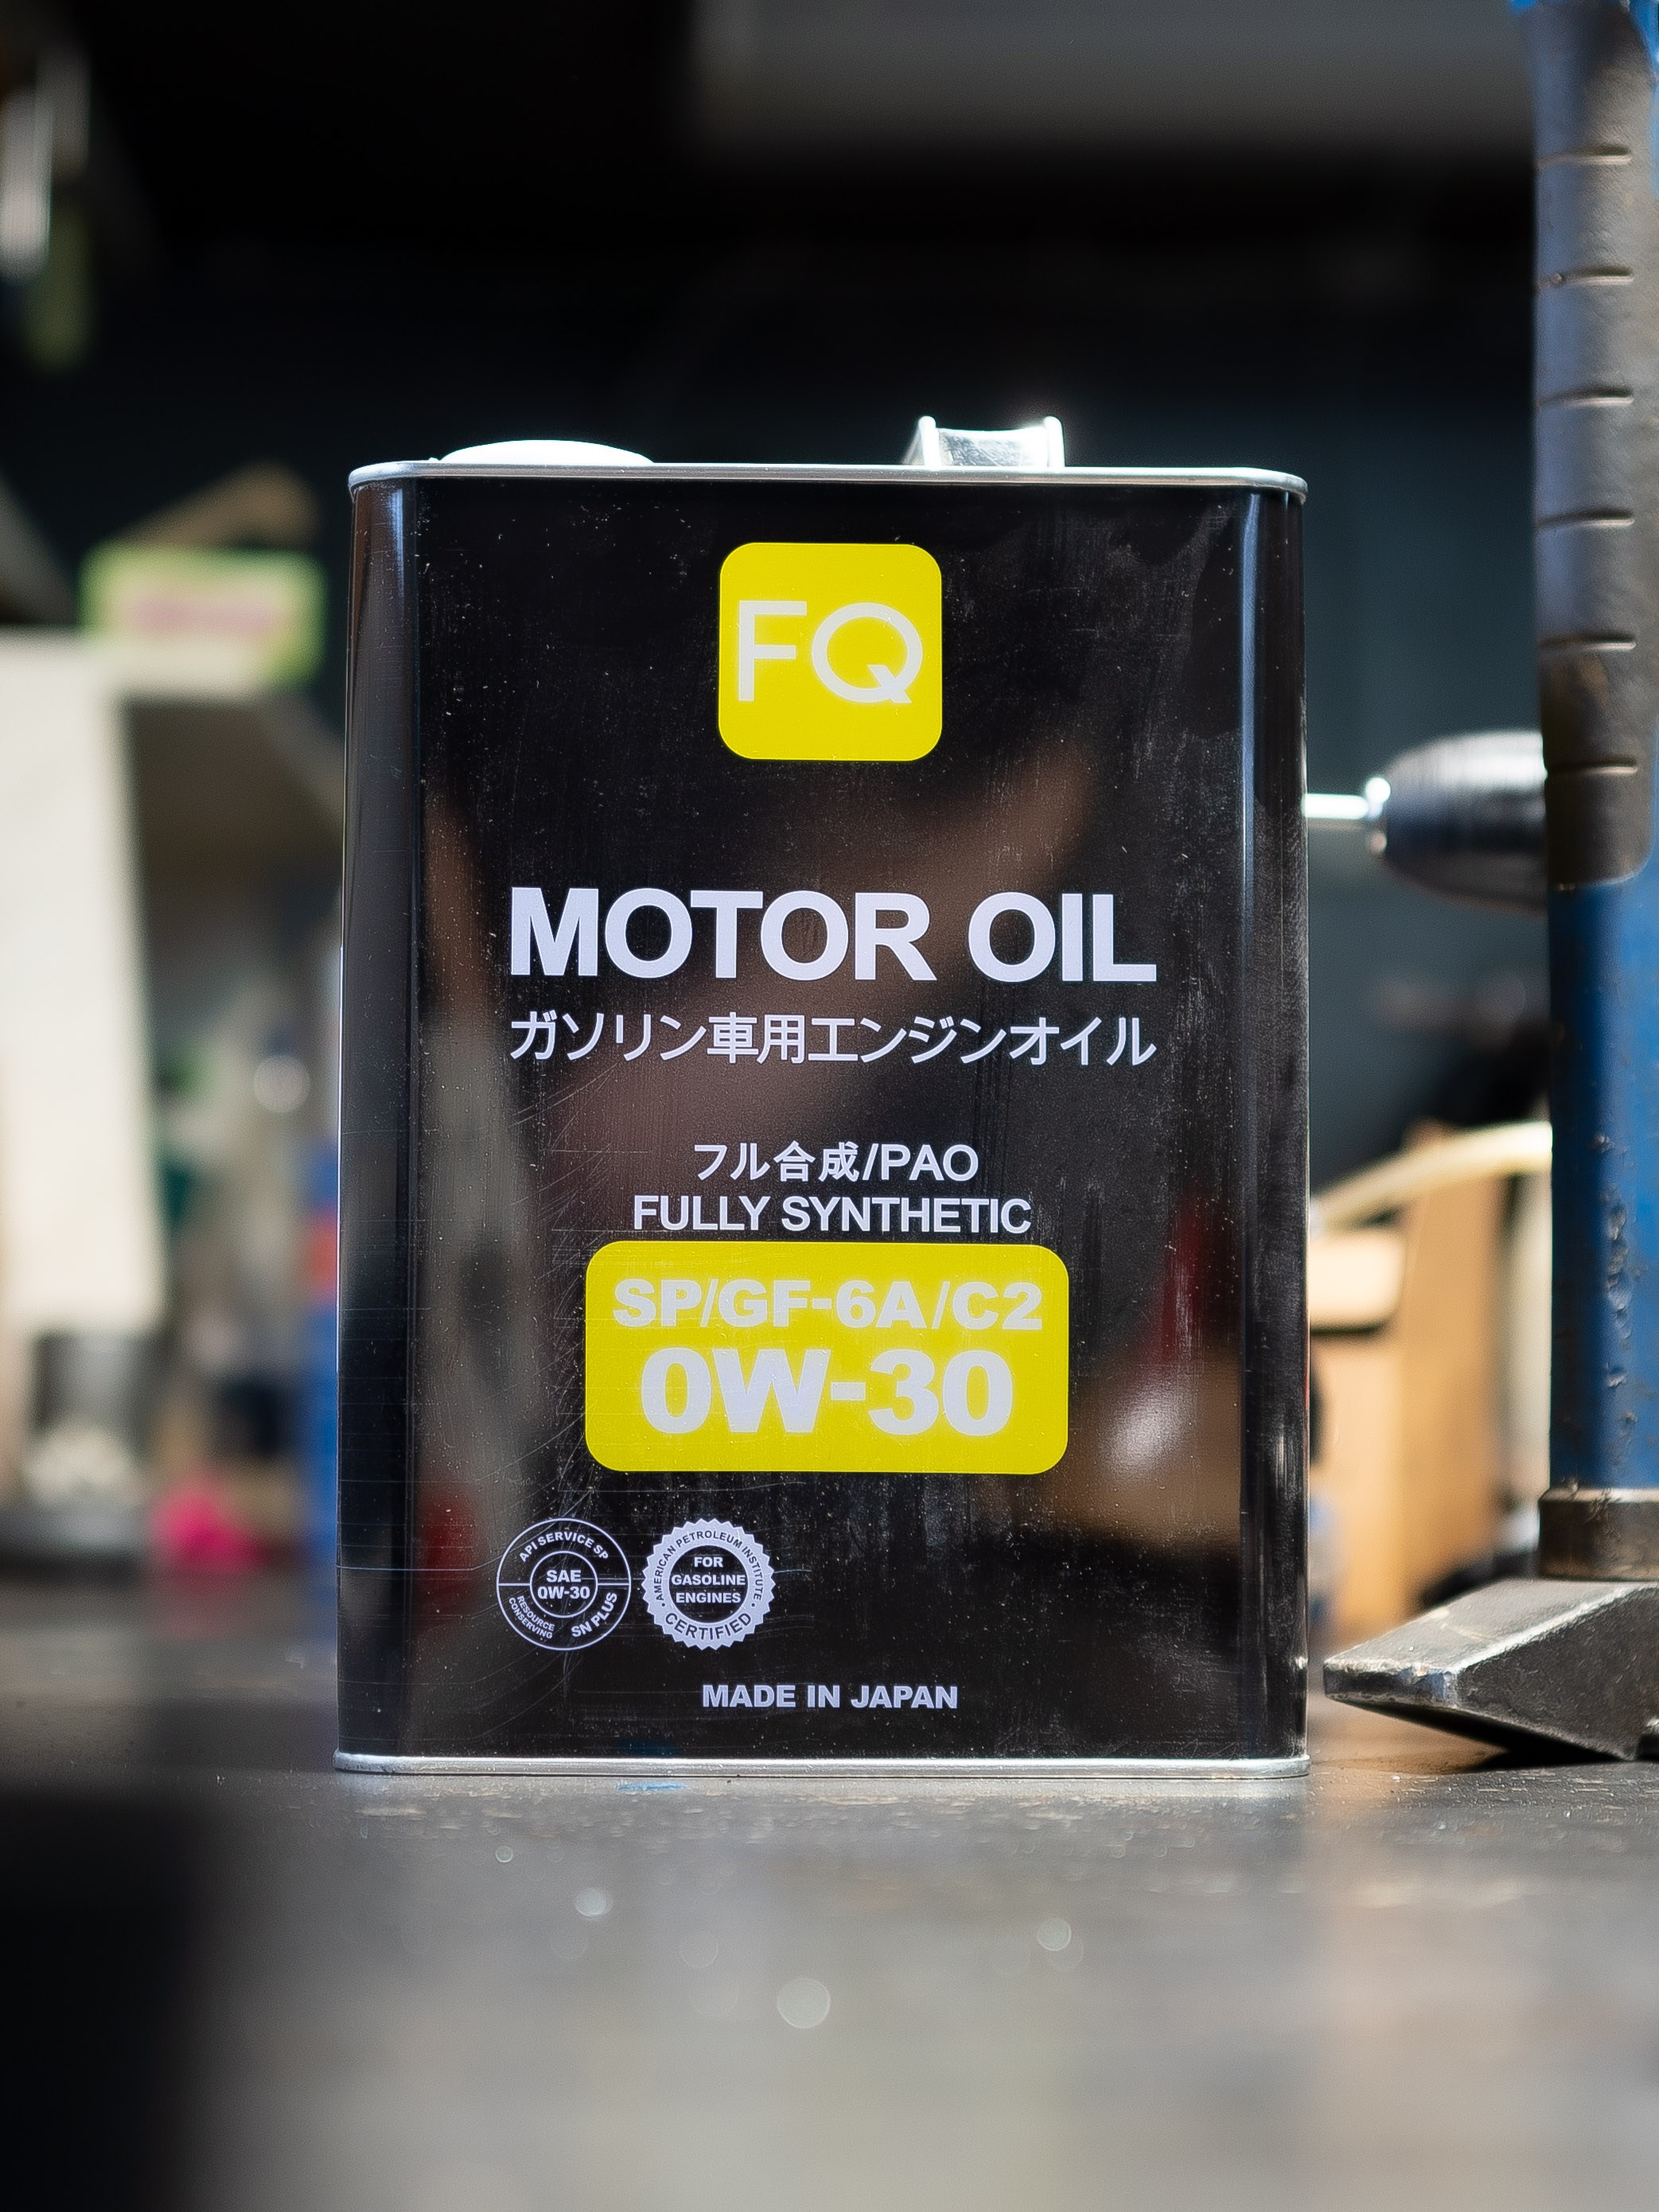 FQ
MOTOR OIL
ガソリン車用エンジンオイル
フル合成/PAO
FULLY SYNTHETIC
SP/GF-6A/C2
0W-30
API SERVICE SP
SAE
0W-30
RESOURCE
CONSERVING
SN PLUS
AMERICAN PETROLEUM INSTITUTE
FOR
GASOLINE
ENGINES
CERTIFIED
MADE IN JAPAN